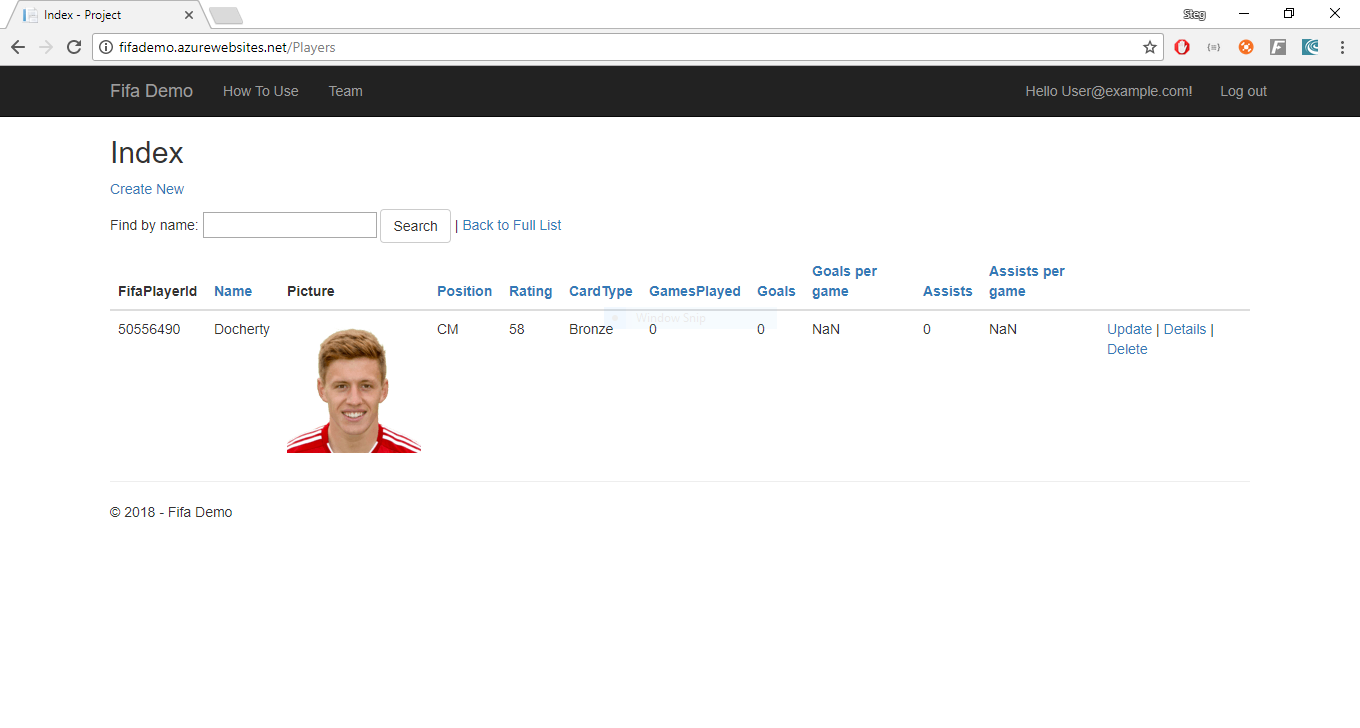 Index - Project
Steg
fifademo.azurewebsites.net/Players
Fifa Demo How To Use Team Hello User@example.com! Log out
Index
Create New
Find by name: Search | Back to Full List
FifaPlayerId Name Picture Position Rating CardType GamesPlayed Goals Goals per game Assists Assists per game
Window Snip
50556490 Docherty CM 58 Bronze 0 0 NaN 0 NaN Update | Details |
Delete
© 2018 - Fifa Demo